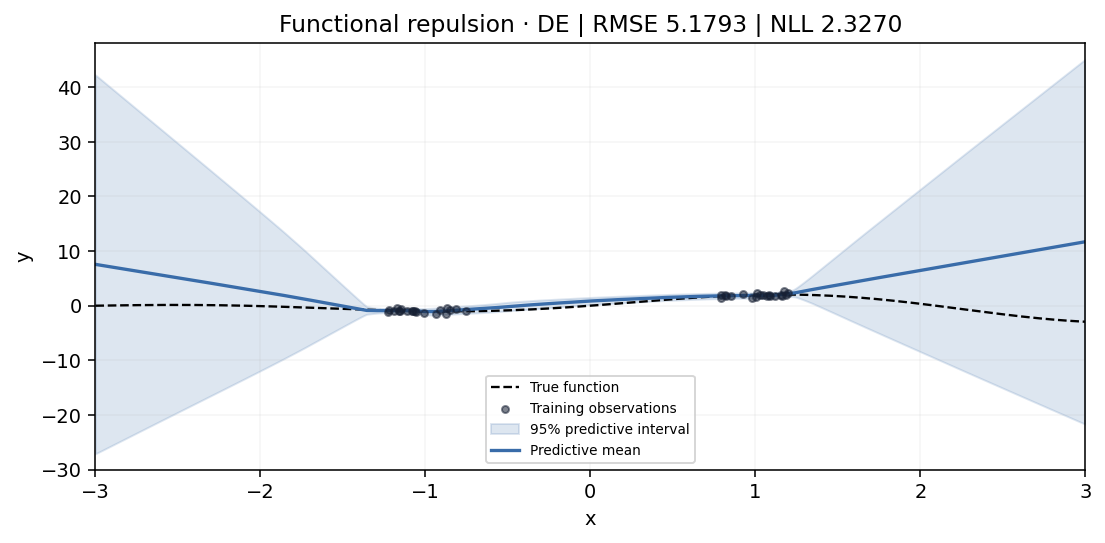 Functional repulsion · DE | RMSE 5.1793 | NLL 2.3270
y
40
30
20
10
0
−10
−20
−30
True function
Training observations
95% predictive interval
Predictive mean
−3 −2 −1 0 1 2 3
x